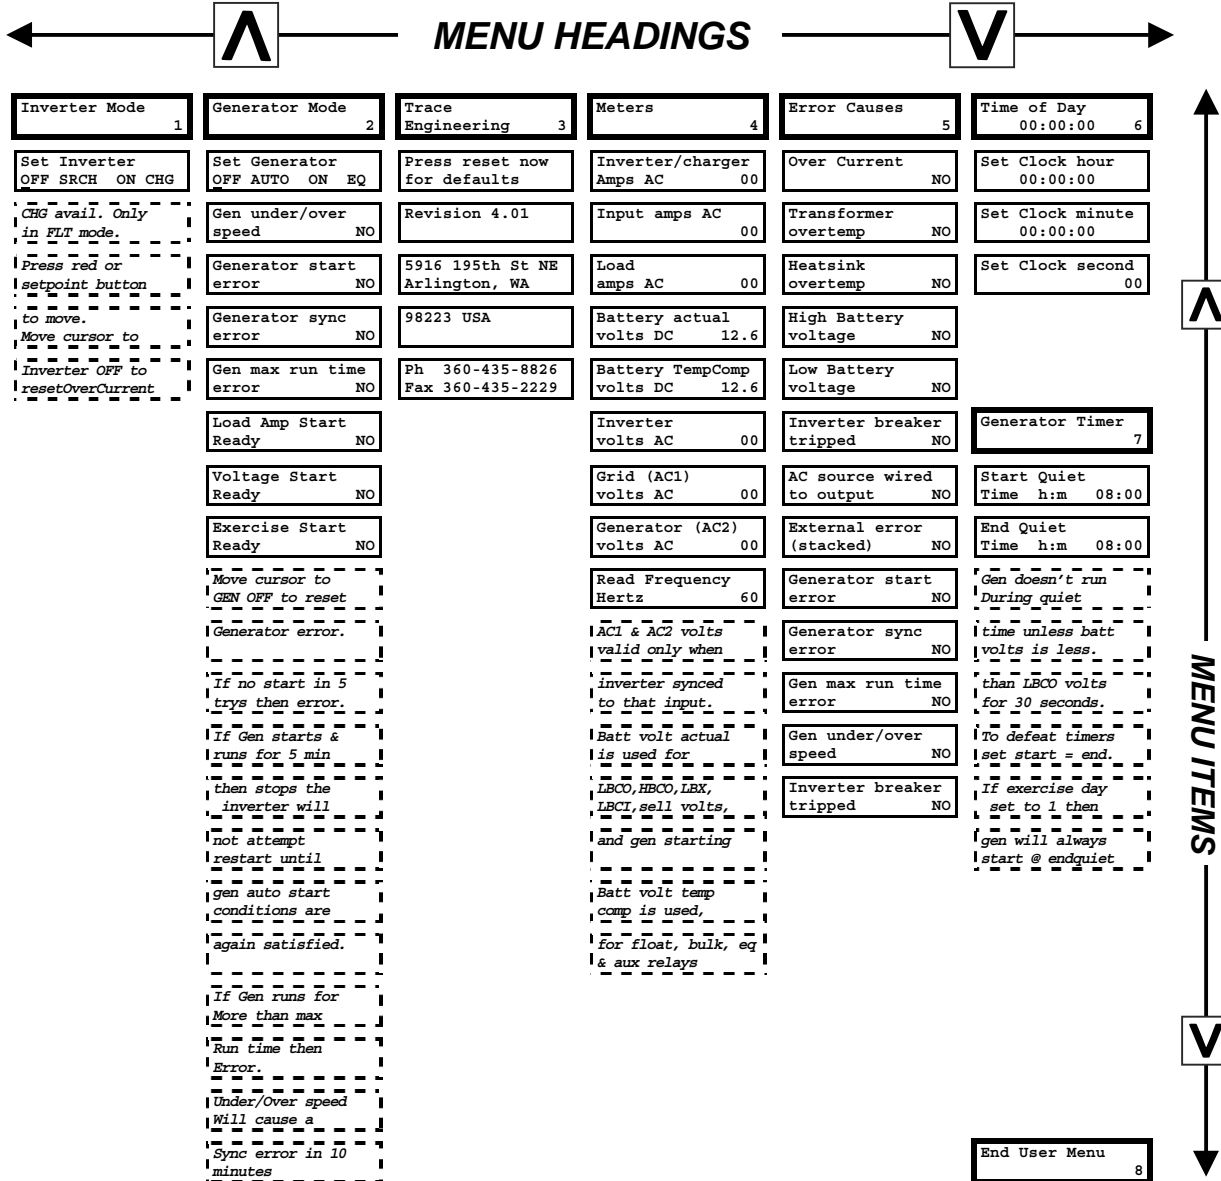 MENU HEADINGS
Inverter Mode
1
Set Inverter
OFF SRCH ON CHG
CHG avail. Only
in FLT mode.
Press red or
setpoint button
to move.
Move cursor to
Inverter OFF to
resetOverCurrent
Generator Mode
2
Set Generator
OFF AUTO ON EQ
Gen under/over
speed NO
Generator start
error NO
Generator sync
error NO
Gen max run time
error NO
Load Amp Start
Ready NO
Voltage Start
Ready NO
Exercise Start
Ready NO
Move cursor to
GEN OFF to reset
Generator error.
If no start in 5
trys then error.
If Gen starts &
runs for 5 min
then stops the
inverter will
not attempt
restart until
gen auto start
conditions are
again satisfied.
If Gen runs for
More than max
Run time then
Error.
Under/Over speed
Will cause a
Sync error in 10
minutes
Trace
Engineering 3
Press reset now
for defaults
Revision 4.01
5916 195th St NE
Arlington, WA
98223 USA
Ph 360-435-8826
Fax 360-435-2229
Meters
4
Inverter/charger
Amps AC 00
Input amps AC
00
Load
amps AC 00
Battery actual
volts DC 12.6
Battery TempComp
volts DC 12.6
Inverter
volts AC 00
Grid (AC1)
volts AC 00
Generator (AC2)
volts AC 00
Read Frequency
Hertz 60
AC1 & AC2 volts
valid only when
inverter synced
to that input.
Batt volt actual
is used for
LBCO,HBCO,LBX,
LBCI,sell volts,
and gen starting
Batt volt temp
comp is used,
for float, bulk, eq
& aux relays
Error Causes
5
Over Current
NO
Transformer
overtemp NO
Heatsink
overtemp NO
High Battery
voltage NO
Low Battery
voltage NO
Inverter breaker
tripped NO
AC source wired
to output NO
External error
(stacked) NO
Generator start
error NO
Generator sync
error NO
Gen max run time
error NO
Gen under/over
speed NO
Inverter breaker
tripped NO
Time of Day
00:00:00 6
Set Clock hour
00:00:00
Set Clock minute
00:00:00
Set Clock second
00
Generator Timer
7
Start Quiet
Time h:m 08:00
End Quiet
Time h:m 08:00
Gen doesn't run
During quiet
time unless batt
volts is less.
than LBCO volts
for 30 seconds.
To defeat timers
set start = end.
If exercise day
set to 1 then
gen will always
start @ endquiet
End User Menu
8
MENU ITEMS